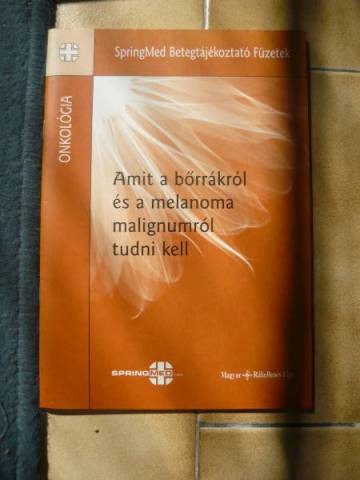 SpringMed Betegtájékoztató Füzetek
ONKOLÓGIA
Amit a bőrrákról
és a melanoma
malignumról
tudni kell
SPRINGMED
Magyar Rákellenes Liga